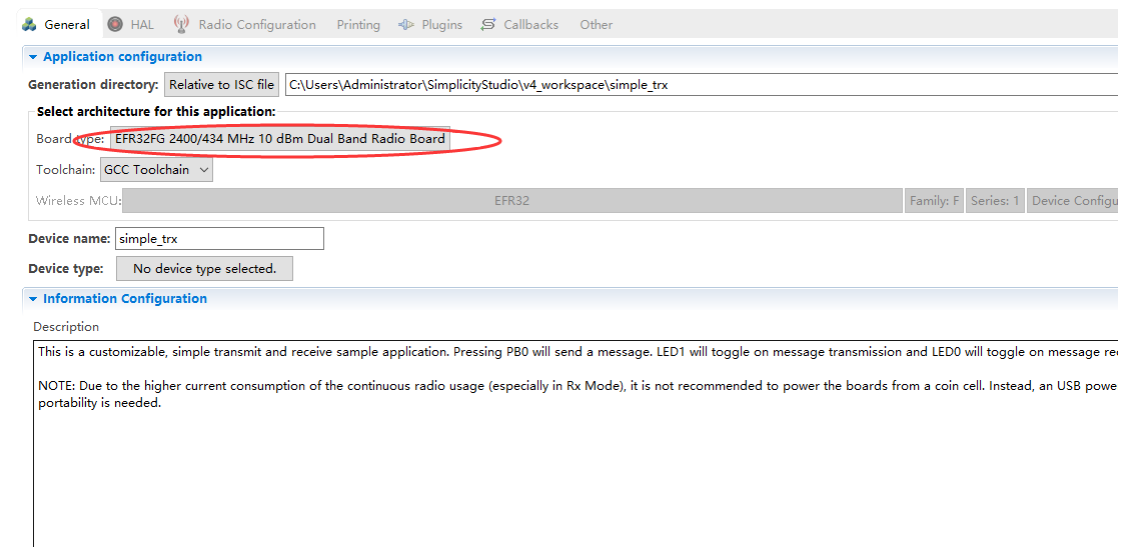 General HAL Radio Configuration Printing Plugins Callbacks Other
Application configuration
Generation directory: Relative to ISC file C:\Users\Administrator\SimplicityStudio\v4_workspace\simple_trx
Select architecture for this application:
Board type: EFR32FG 2400/434 MHz 10 dBm Dual Band Radio Board
Toolchain: GCC Toolchain
Wireless MCU: EFR32 Family: F Series: 1 Device Configu
Device name: simple_trx
Device type: No device type selected.
Information Configuration
Description
This is a customizable, simple transmit and receive sample application. Pressing PB0 will send a message. LED1 will toggle on message transmission and LED0 will toggle on message re
NOTE: Due to the higher current consumption of the continuous radio usage (especially in Rx Mode), it is not recommended to power the boards from a coin cell. Instead, an USB powe
portability is needed.